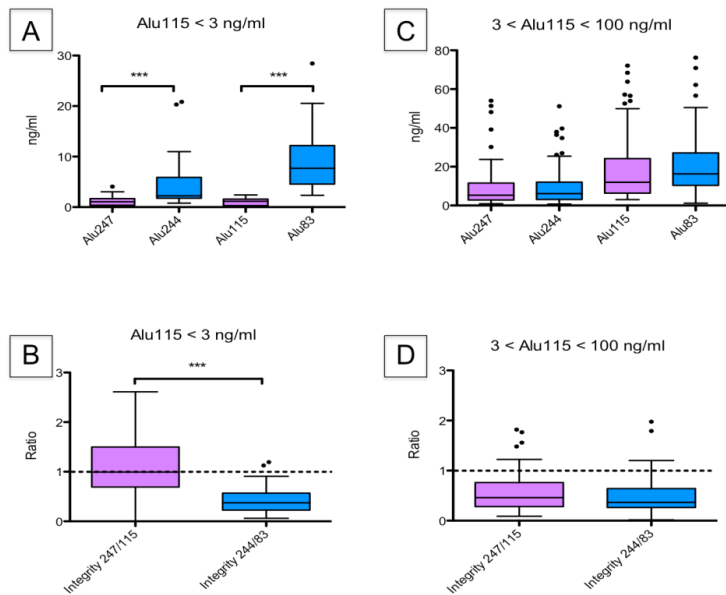 A
Alu115 < 3 ng/ml
30
20
10
0
ng/ml
***
***
Alu247
Alu244
Alu115
Alu83
C
3 < Alu115 < 100 ng/ml
80
60
40
20
0
ng/ml
Alu247
Alu244
Alu115
Alu83
B
Alu115 < 3 ng/ml
3
2
1
0
Ratio
***
Integrity 247/115
Integrity 244/83
D
3 < Alu115 < 100 ng/ml
3
2
1
0
Ratio
Integrity 247/115
Integrity 244/83